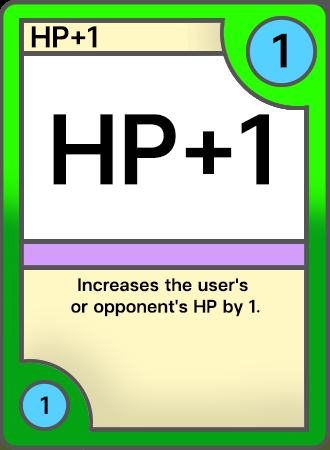 HP+1
1
HP+1
Increases the user's
or opponent's HP by 1.
1